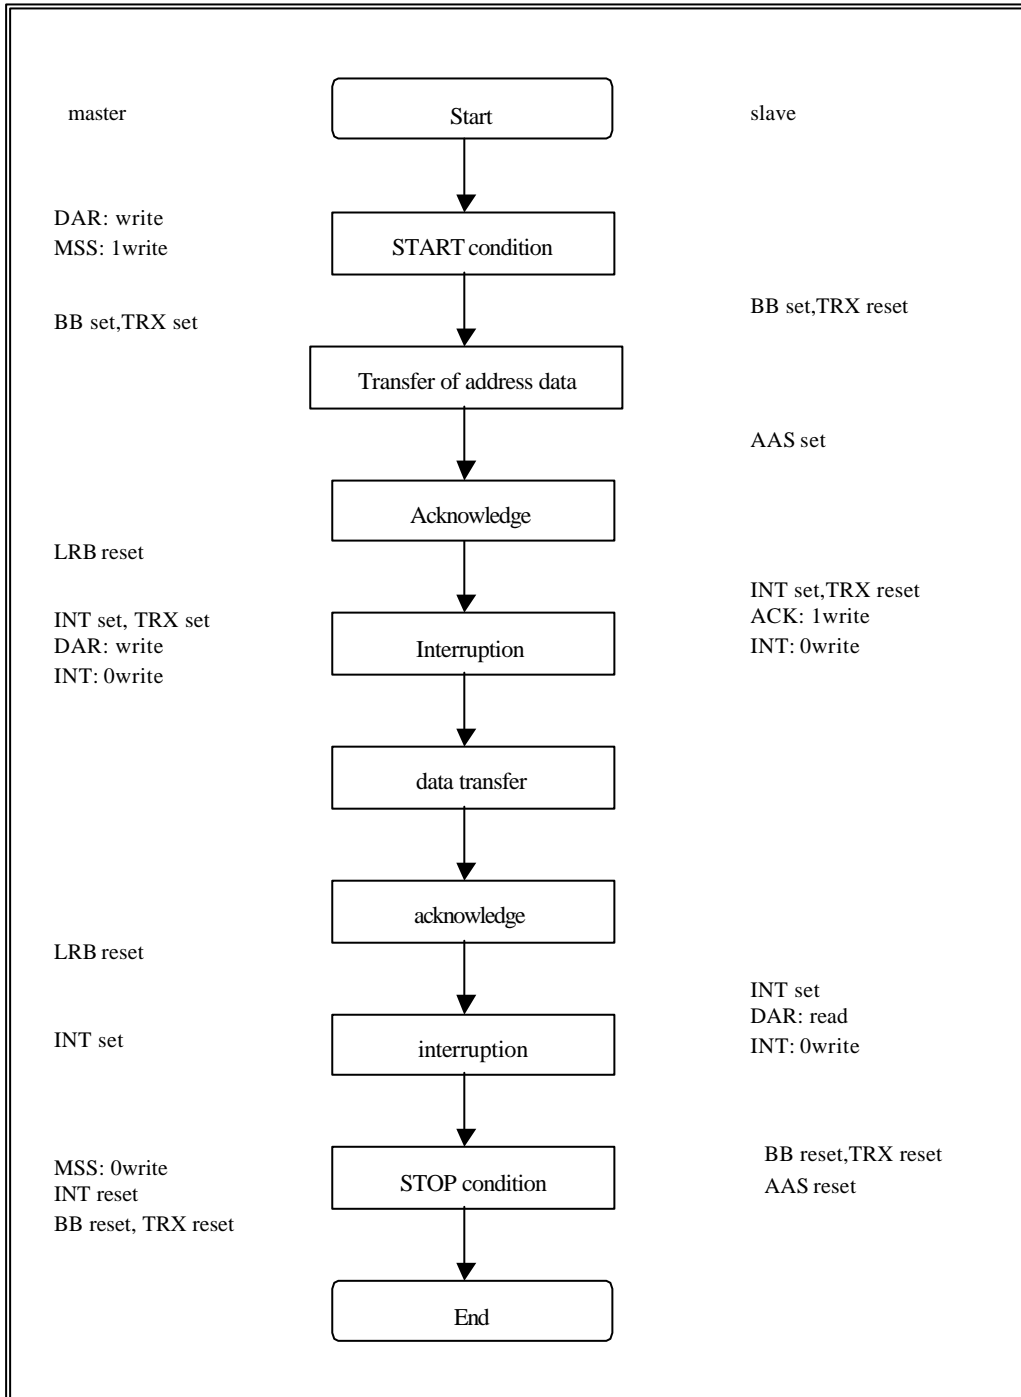 master
Start
slave
DAR: write
MSS: 1write
START condition
BB set,TRX set
BB set,TRX reset
Transfer of address data
AAS set
Acknowledge
LRB reset
INT set, TRX set
DAR: write
INT: 0write
Interruption
INT set,TRX reset
ACK: 1write
INT: 0write
data transfer
acknowledge
LRB reset
INT set
interruption
INT set
DAR: read
INT: 0write
MSS: 0write
INT reset
BB reset, TRX reset
STOP condition
BB reset,TRX reset
AAS reset
End